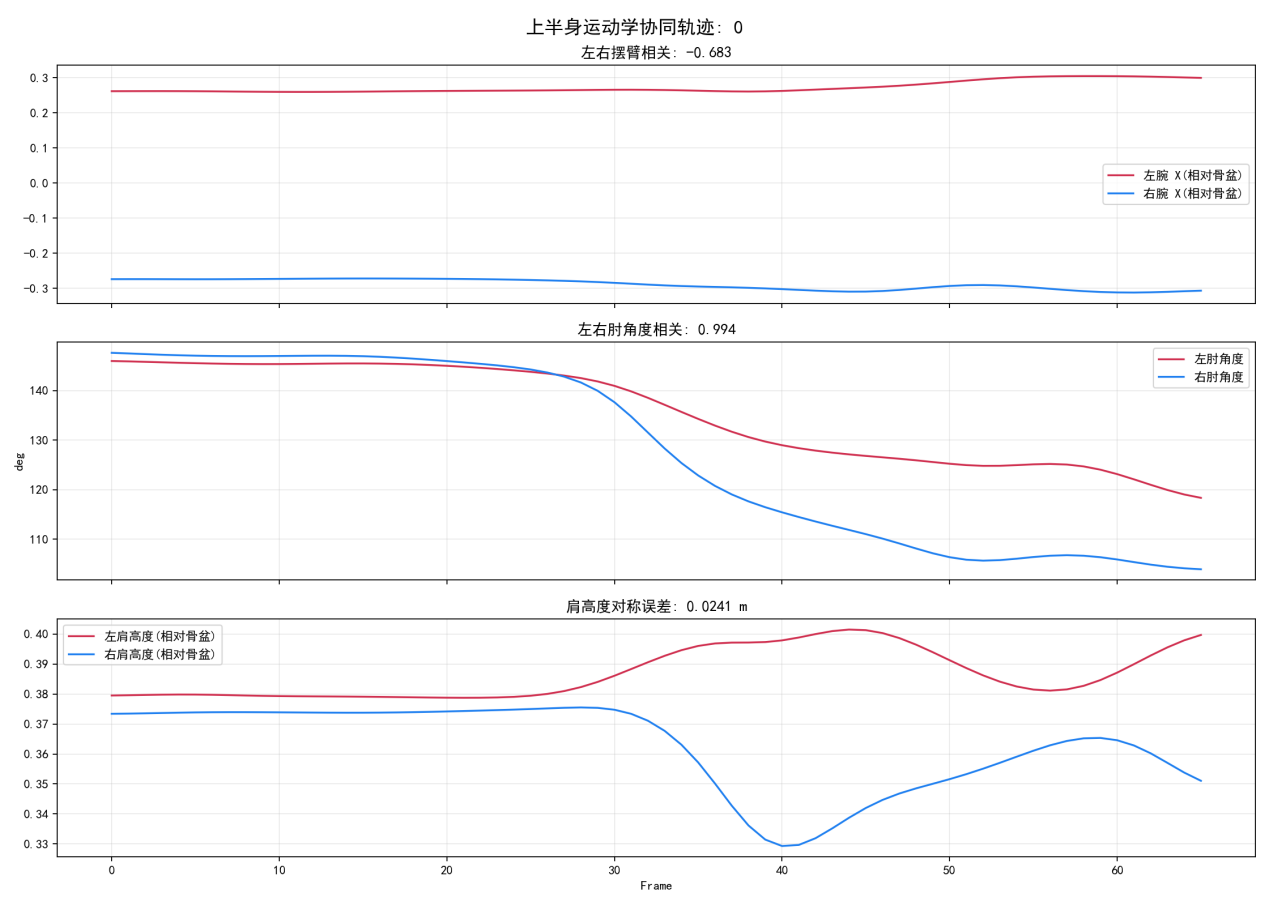 上半身运动学协同轨迹: 0
左右摆臂相关: -0.683
0.3
0.2
0.1
0.0
-0.1
-0.2
-0.3
左腕 X(相对骨盆)
右腕 X(相对骨盆)
左右肘角度相关: 0.994
140
130
120
110
deg
左肘角度
右肘角度
肩高度对称误差: 0.0241 m
0.40
0.39
0.38
0.37
0.36
0.35
0.34
0.33
左肩高度(相对骨盆)
右肩高度(相对骨盆)
0 10 20 30 40 50 60
Frame